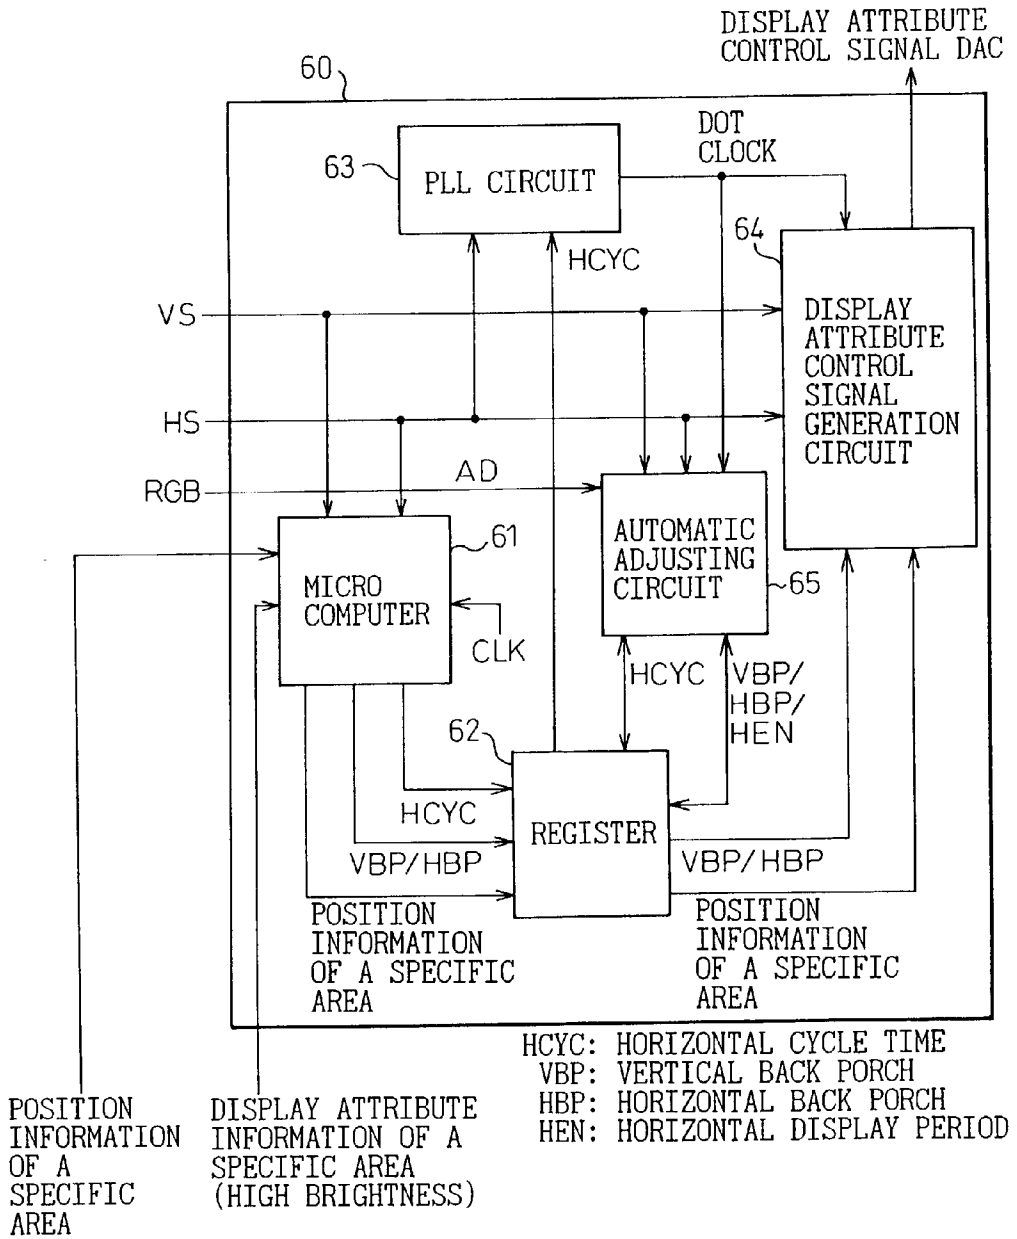 DISPLAY ATTRIBUTE
CONTROL SIGNAL DAC
60
DOT
CLOCK
63
PLL CIRCUIT
64
HCYC
VS
DISPLAY
ATTRIBUTE
CONTROL
SIGNAL
GENERATION
CIRCUIT
HS
AD
RGB
61
AUTOMATIC
ADJUSTING
CIRCUIT
65
MICRO
COMPUTER
CLK
HCYC
VBP/
HBP/
HEN
62
HCYC
REGISTER
VBP/HBP
VBP/HBP
POSITION
INFORMATION
OF A SPECIFIC
AREA
POSITION
INFORMATION
OF A SPECIFIC
AREA
HCYC: HORIZONTAL CYCLE TIME
VBP: VERTICAL BACK PORCH
HBP: HORIZONTAL BACK PORCH
HEN: HORIZONTAL DISPLAY PERIOD
POSITION
INFORMATION
OF A
SPECIFIC
AREA
DISPLAY ATTRIBUTE
INFORMATION OF A
SPECIFIC AREA
(HIGH BRIGHTNESS)